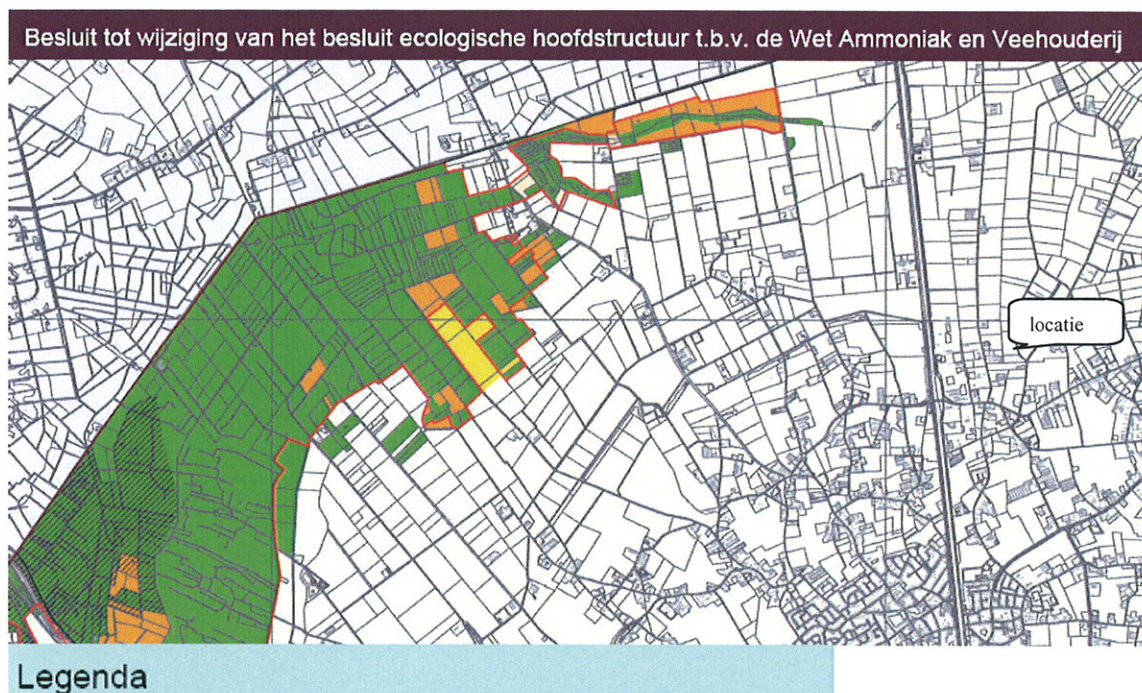 Besluit tot wijziging van het besluit ecologische hoofdstructuur t.b.v. de Wet Ammoniak en Veehouderij
locatie
Legenda